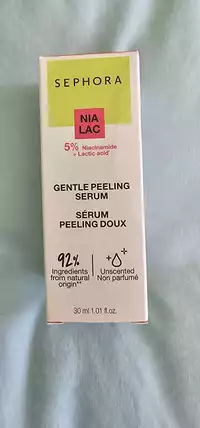 SEPHORA
NIA
LAC
5% Niacinamide
+ Lactic acid*
GENTLE PEELING
SERUM
SÉRUM
PEELING DOUX
92%
Ingredients
from natural
origin**
Unscented
Non parfumé
30 ml 1.01 fl.oz.